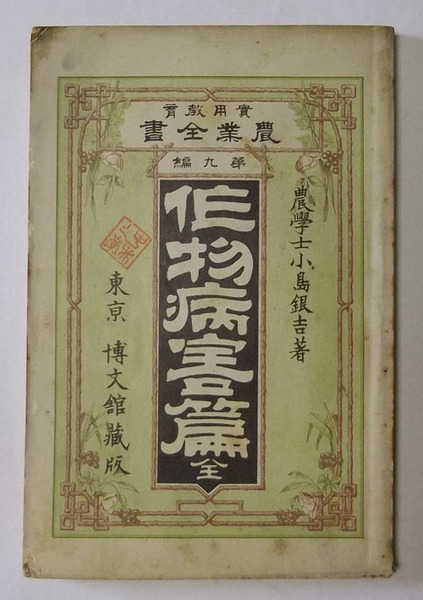 實用敎育
農業全書
第九編
農學士小島銀吉著
作物病害篇 全
東京 博文館藏版